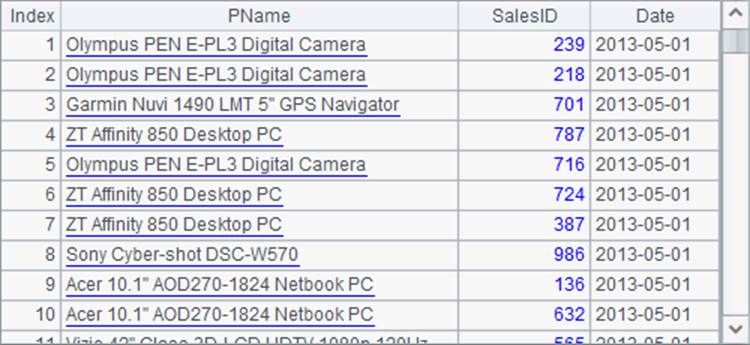 Index PName SalesID Date
1 Olympus PEN E-PL3 Digital Camera 239 2013-05-01
2 Olympus PEN E-PL3 Digital Camera 218 2013-05-01
3 Garmin Nuvi 1490 LMT 5" GPS Navigator 701 2013-05-01
4 ZT Affinity 850 Desktop PC 787 2013-05-01
5 Olympus PEN E-PL3 Digital Camera 716 2013-05-01
6 ZT Affinity 850 Desktop PC 724 2013-05-01
7 ZT Affinity 850 Desktop PC 387 2013-05-01
8 Sony Cyber-shot DSC-W570 986 2013-05-01
9 Acer 10.1" AOD270-1824 Netbook PC 136 2013-05-01
10 Acer 10.1" AOD270-1824 Netbook PC 632 2013-05-01
11 Vizio 42" 3D LCD HDTV 1080p 120Hz 565 2013-05-01